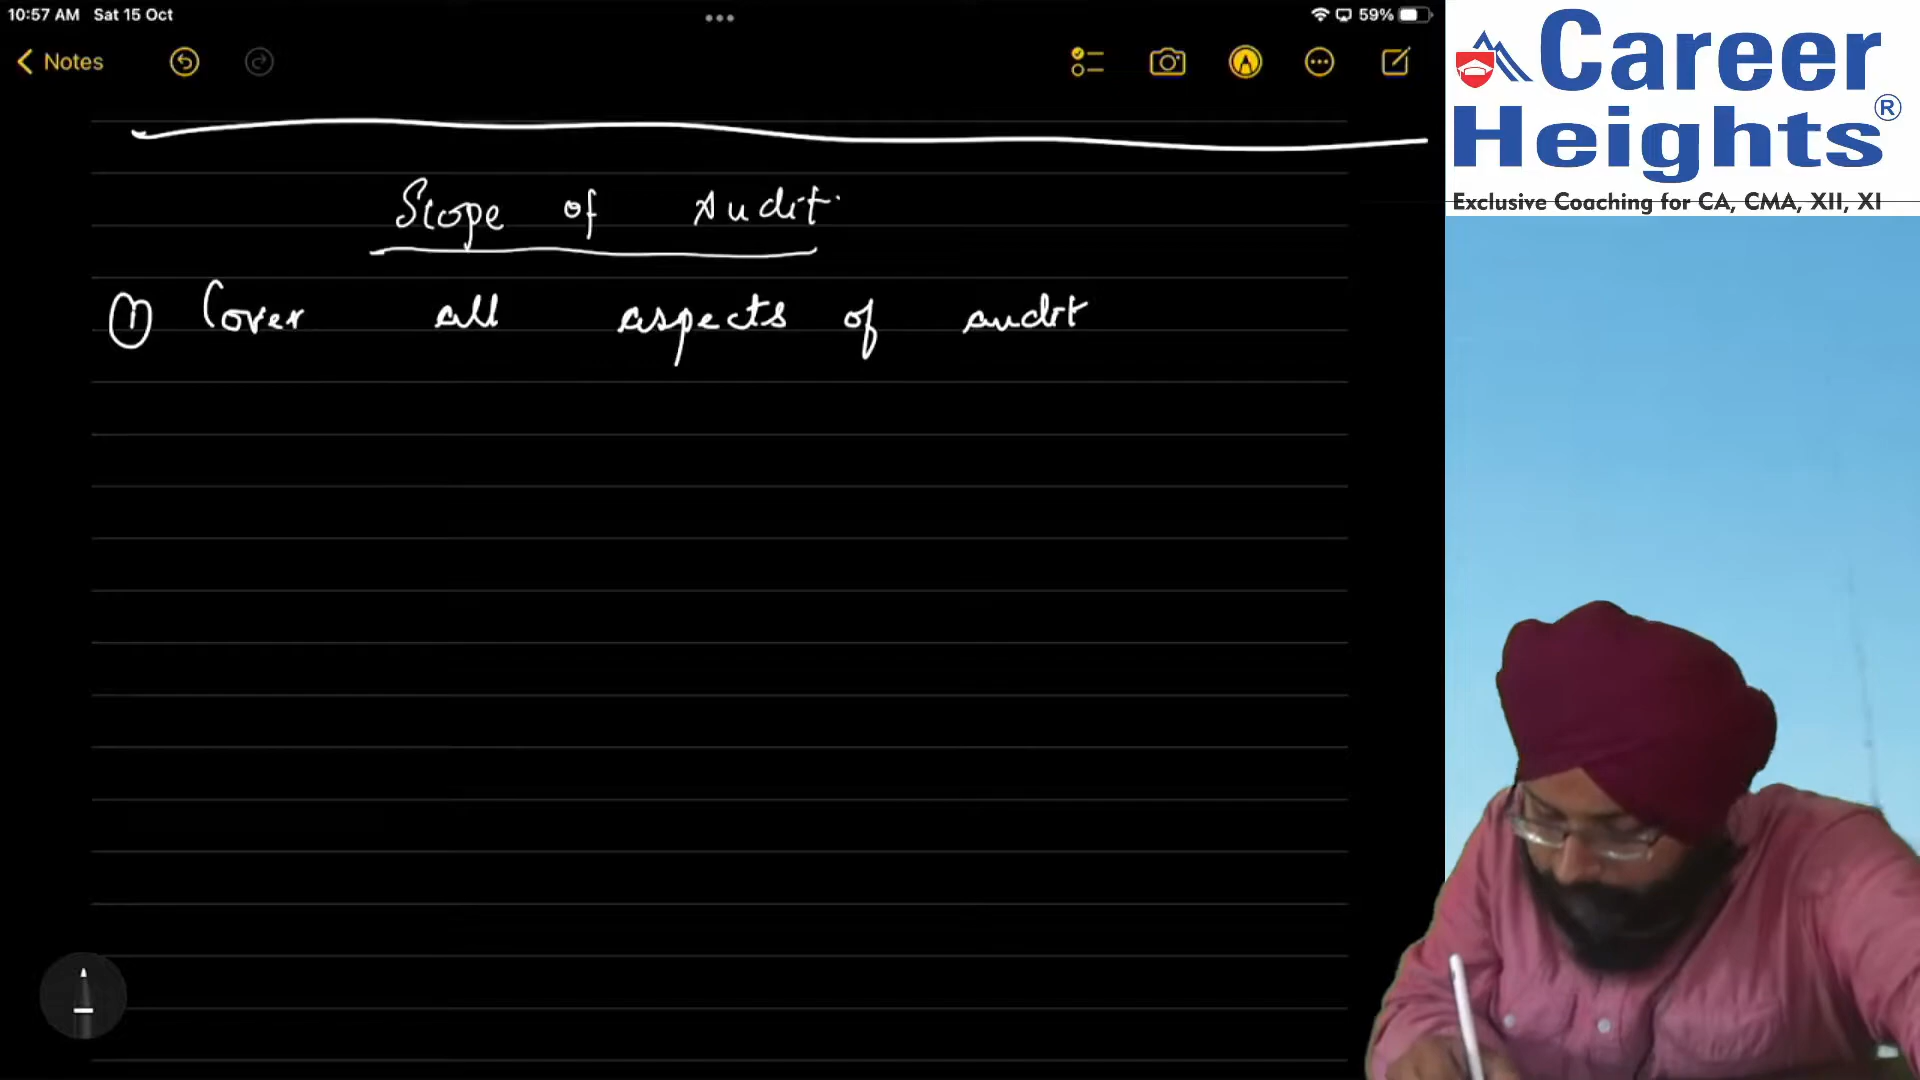 10:57 AM Sat 15 Oct
59%
Notes
Career
Heights®
Exclusive Coaching for CA, CMA, XII, XI
Scope of Audit
① Cover all aspects of audit